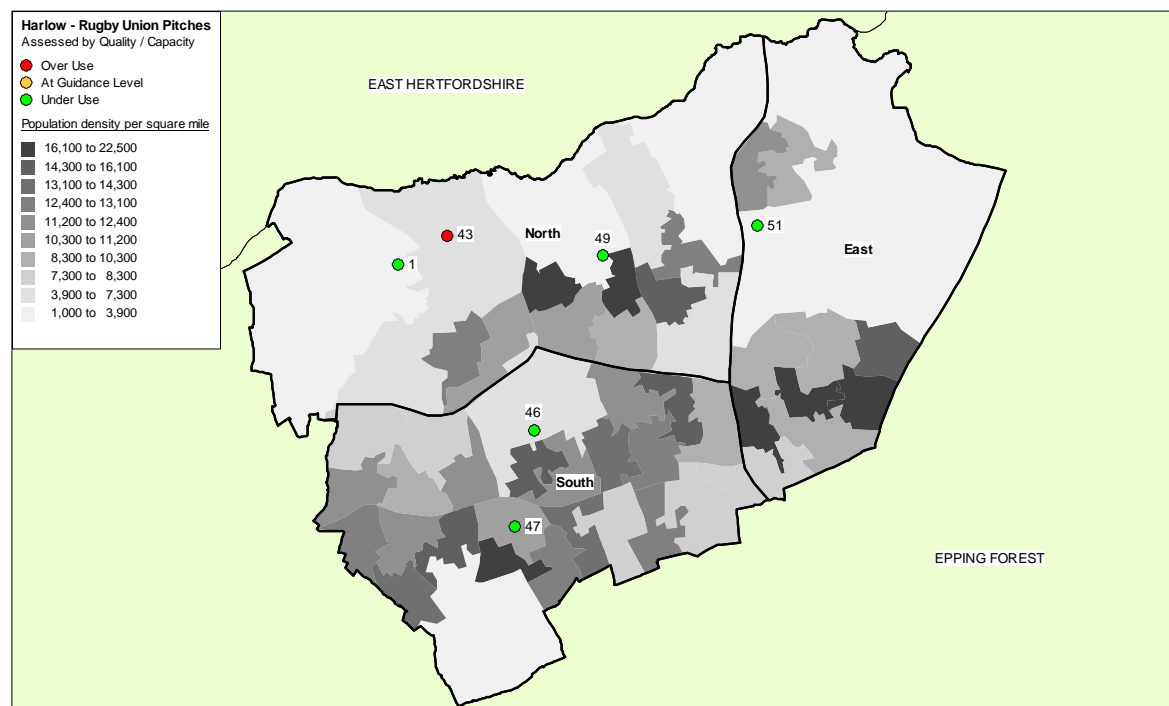 Harlow - Rugby Union Pitches
Assessed by Quality / Capacity
Over Use
At Guidance Level
Under Use
Population density per square mile
16,100 to 22,500
14,300 to 16,100
13,100 to 14,300
12,400 to 13,100
11,200 to 12,400
10,300 to 11,200
8,300 to 10,300
7,300 to 8,300
3,900 to 7,300
1,000 to 3,900
EAST HERTFORDSHIRE
51
43
North
49
East
1
46
South
47
EPPING FOREST